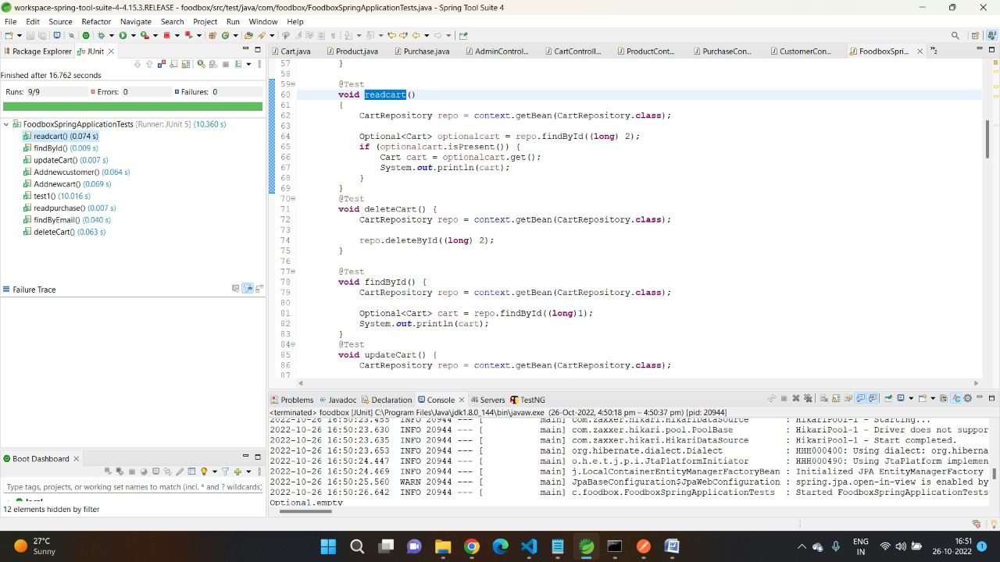 workspace-spring-tool-suite-4-4.15.3.RELEASE - foodbox/src/test/java/com/foodbox/FoodboxSpringApplicationTests.java - Spring Tool Suite 4
File Edit Source Refactor Navigate Search Project Run Window Help
Package Explorer JUnit
Cart.java Product.java Purchase.java AdminControl... CartControll... ProductCont... PurchaseCon... CustomerCon... FoodboxSpri... 2
Finished after 16.762 seconds
Runs: 9/9 Errors: 0 Failures: 0
FoodboxSpringApplicationTests [Runner: JUnit 5] (10.360 s)
readcart() (0.074 s)
findById() (0.009 s)
updateCart() (0.007 s)
Addnewcustomer() (0.064 s)
Addnewcart() (0.069 s)
test1() (10.016 s)
readpurchase() (0.007 s)
findByEmail() (0.040 s)
deleteCart() (0.063 s)
Failure Trace
57 }
58
59 @Test
60 void readcart()
61 {
62 CartRepository repo = context.getBean(CartRepository.class);
63
64 Optional<Cart> optionalcart = repo.findById((long) 2);
65 if (optionalcart.isPresent()) {
66 Cart cart = optionalcart.get();
67 System.out.println(cart);
68 }
69 }
70 @Test
71 void deleteCart() {
72 CartRepository repo = context.getBean(CartRepository.class);
73
74 repo.deleteById((long) 2);
75 }
76
77 @Test
78 void findById() {
79 CartRepository repo = context.getBean(CartRepository.class);
80
81 Optional<Cart> cart = repo.findById((long)1);
82 System.out.println(cart);
83 }
84 @Test
85 void updateCart() {
86 CartRepository repo = context.getBean(CartRepository.class);
87
Problems Javadoc Declaration Console Servers TestNG
<terminated> foodbox [JUnit] C:\Program Files\Java\jdk1.8.0_144\bin\javaw.exe (26-Oct-2022, 4:50:18 pm – 4:50:37 pm) [pid: 20944]
2022-10-26 16:50:23.455 INFO 20944 --- [ main] com.zaxxer.hikari.HikariDataSource : HikariPool-1 - Starting...
2022-10-26 16:50:23.630 INFO 20944 --- [ main] com.zaxxer.hikari.pool.PoolBase : HikariPool-1 - Driver does not suppor
2022-10-26 16:50:23.635 INFO 20944 --- [ main] com.zaxxer.hikari.HikariDataSource : HikariPool-1 - Start completed.
2022-10-26 16:50:23.653 INFO 20944 --- [ main] org.hibernate.dialect.Dialect : HHH000400: Using dialect: org.hiberna
2022-10-26 16:50:24.447 INFO 20944 --- [ main] o.h.e.t.j.p.i.JtaPlatformInitiator : HHH000490: Using JtaPlatform implemen
2022-10-26 16:50:24.469 INFO 20944 --- [ main] j.LocalContainerEntityManagerFactoryBean : Initialized JPA EntityManagerFactory
2022-10-26 16:50:25.560 WARN 20944 --- [ main] JpaBaseConfiguration$JpaWebConfiguration : spring.jpa.open-in-view is enabled by
2022-10-26 16:50:26.642 INFO 20944 --- [ main] c.foodbox.FoodboxSpringApplicationTests : Started FoodboxSpringApplicationTests
Optional.empty
Boot Dashboard
Type tags, projects, or working set names to match (incl. * and ? wildcards)
12 elements hidden by filter
27°C
Sunny
ENG
IN
16:51
26-10-2022
1